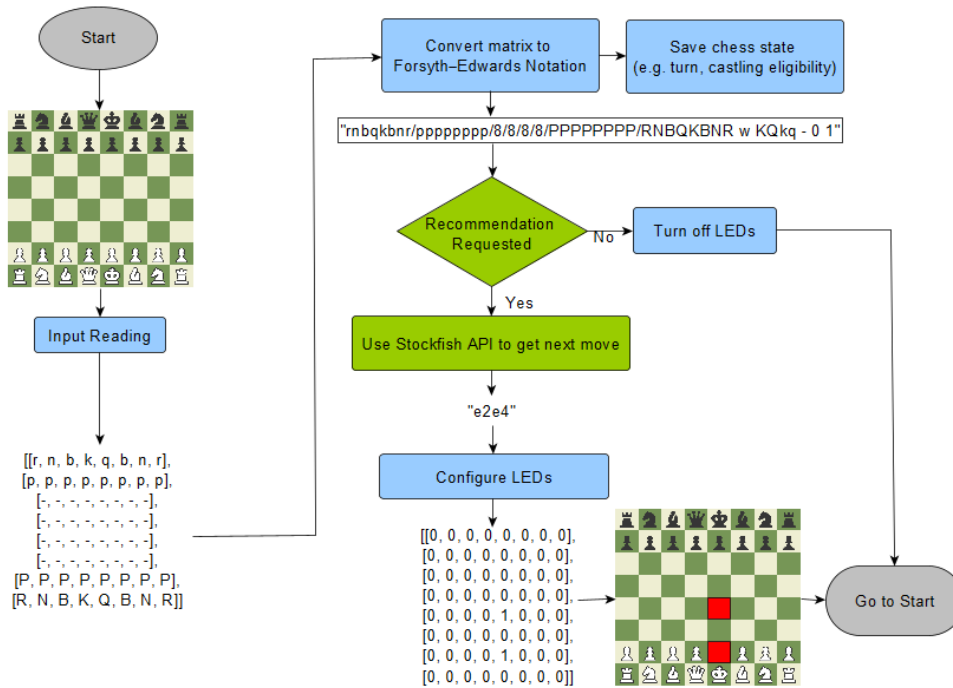 Start
Input Reading
[[r, n, b, k, q, b, n, r],
[p, p, p, p, p, p, p, p],
[-, -, -, -, -, -, -, -],
[-, -, -, -, -, -, -, -],
[-, -, -, -, -, -, -, -],
[-, -, -, -, -, -, -, -],
[P, P, P, P, P, P, P, P],
[R, N, B, K, Q, B, N, R]]
Convert matrix to
Forsyth–Edwards Notation
Save chess state
(e.g. turn, castling eligibility)
"rnbqkbnr/pppppppp/8/8/8/8/PPPPPPPP/RNBQKBNR w KQkq - 0 1"
Recommendation
Requested
No
Turn off LEDs
Yes
Use Stockfish API to get next move
"e2e4"
Configure LEDs
[[0, 0, 0, 0, 0, 0, 0, 0],
[0, 0, 0, 0, 0, 0, 0, 0],
[0, 0, 0, 0, 0, 0, 0, 0],
[0, 0, 0, 0, 0, 0, 0, 0],
[0, 0, 0, 0, 1, 0, 0, 0],
[0, 0, 0, 0, 0, 0, 0, 0],
[0, 0, 0, 0, 1, 0, 0, 0],
[0, 0, 0, 0, 0, 0, 0, 0]]
Go to Start